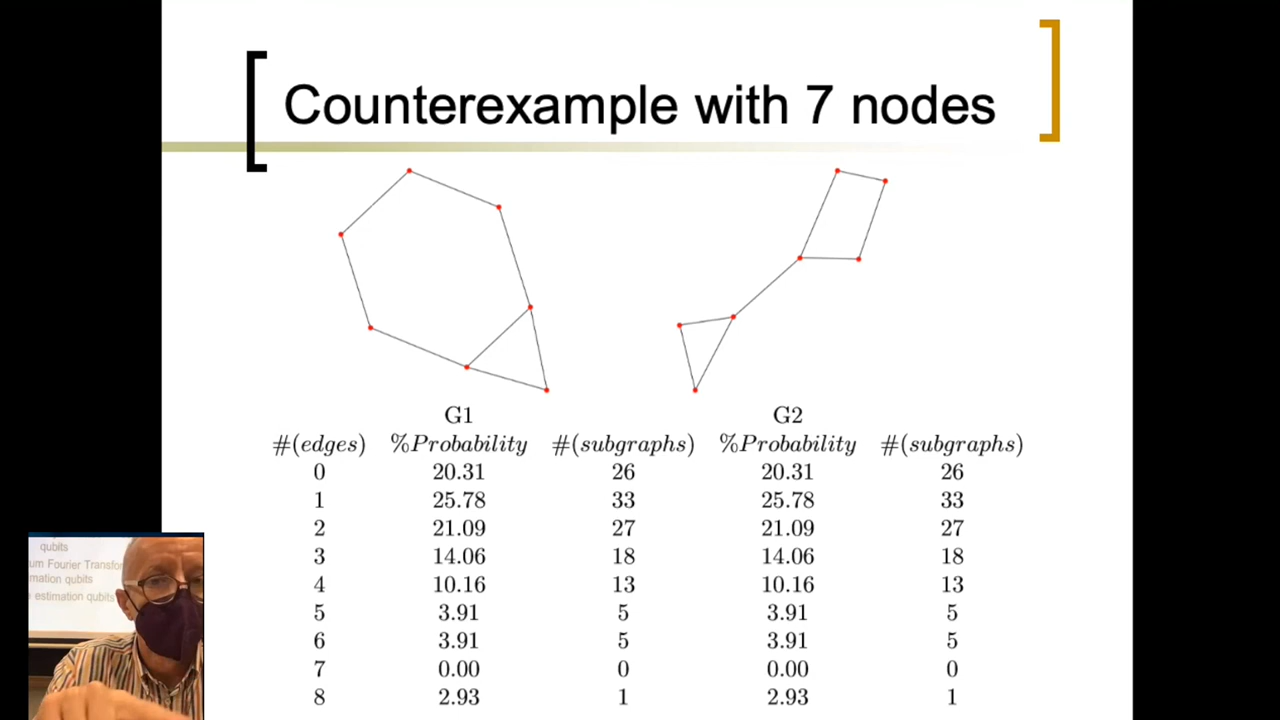 Counterexample with 7 nodes
G1 G2
#(edges) %Probability #(subgraphs) %Probability #(subgraphs)
0 20.31 26 20.31 26
1 25.78 33 25.78 33
2 21.09 27 21.09 27
3 14.06 18 14.06 18
4 10.16 13 10.16 13
5 3.91 5 3.91 5
6 3.91 5 3.91 5
7 0.00 0 0.00 0
8 2.93 1 2.93 1
qubits
um Fourier Transfo
mation qubits
estimation qubits